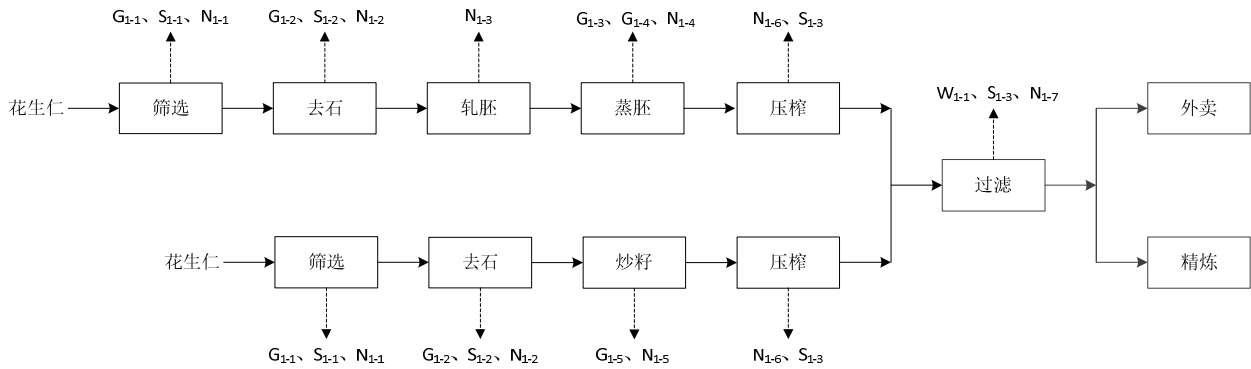 G1-1、S1-1、N1-1 G1-2、S1-2、N1-2 N1-3 G1-3、G1-4、N1-4 N1-6、S1-3
花生仁 筛选 去石 轧胚 蒸胚 压榨
W1-1、S1-3、N1-7
外卖
过滤
花生仁 筛选 去石 炒籽 压榨
精炼
G1-1、S1-1、N1-1 G1-2、S1-2、N1-2 G1-5、N1-5 N1-6、S1-3